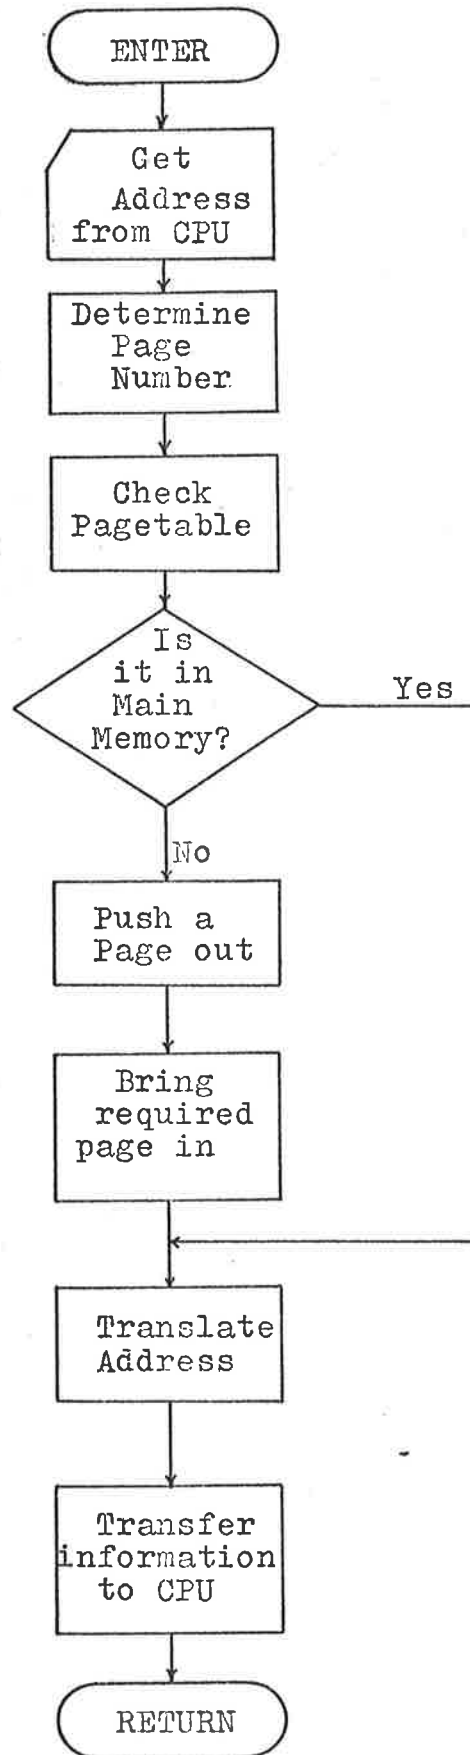 ENTER
Get
Address
from CPU
Determine
Page
Number
Check
Pagetable
Is
it in
Main
Memory?
Yes
No
Push a
Page out
Bring
required
page in
Translate
Address
Transfer
information
to CPU
RETURN